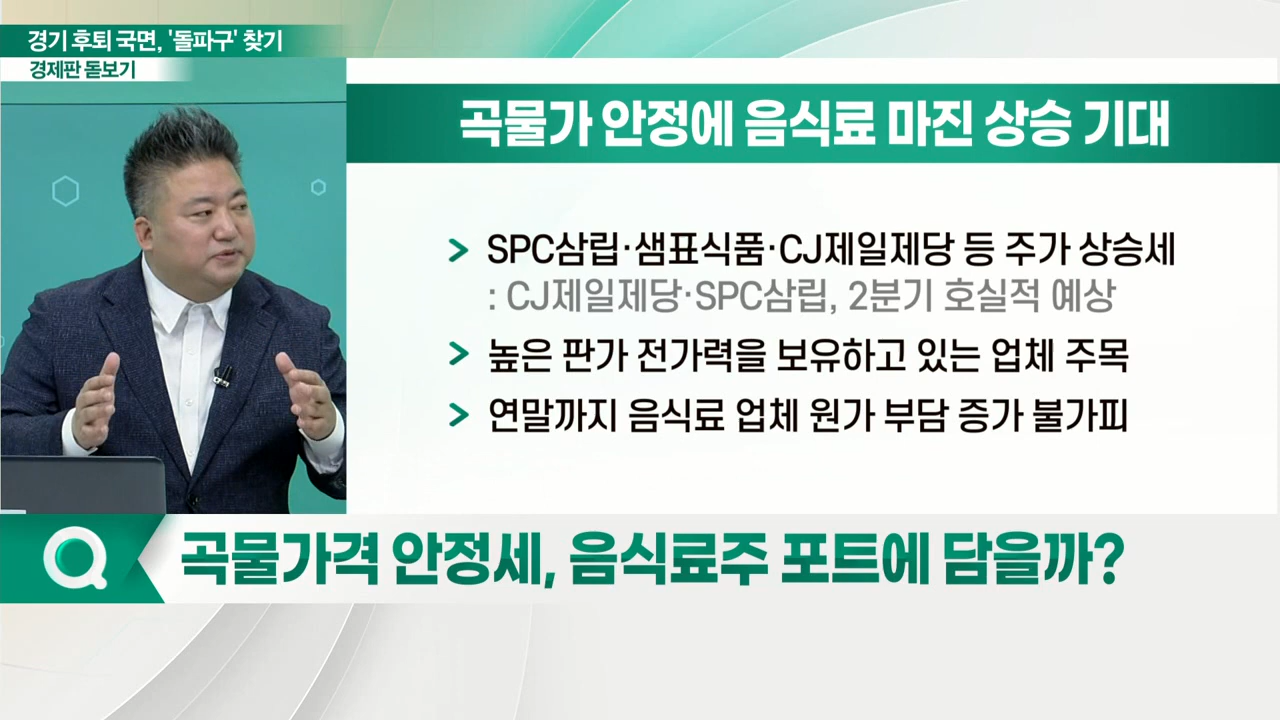 경기 후퇴 국면, '돌파구' 찾기
경제판 돋보기
곡물가 안정에 음식료 마진 상승 기대
SPC삼립·샘표식품·CJ제일제당 등 주가 상승세
: CJ제일제당·SPC삼립, 2분기 호실적 예상
높은 판가 전가력을 보유하고 있는 업체 주목
연말까지 음식료 업체 원가 부담 증가 불가피
곡물가격 안정세, 음식료주 포트에 담을까?